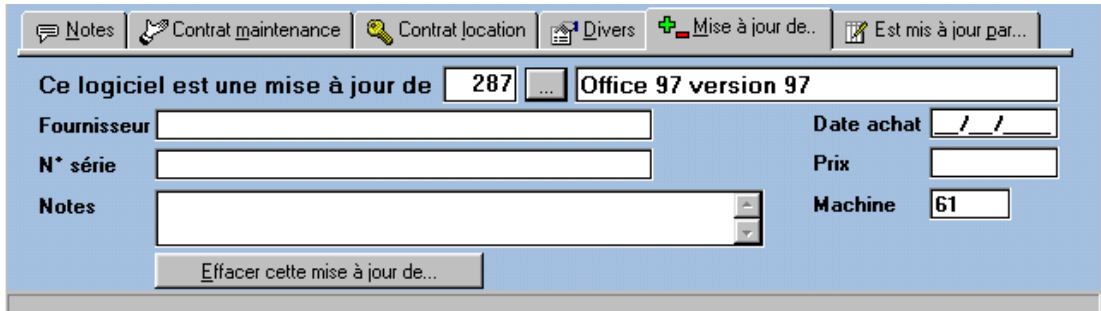 Notes Contrat maintenance Contrat location Divers Mise à jour de.. Est mis à jour par...
Ce logiciel est une mise à jour de 287 ... Office 97 version 97
Fournisseur Date achat __/__/____
N° série Prix
Notes Machine 61
Effacer cette mise à jour de...